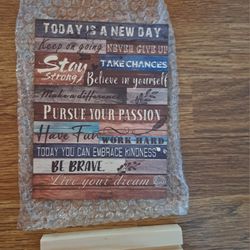 TODAY IS A NEW DAY
Keep on going NEVER GIVE UP
Stay Strong TAKE CHANCES
Believe in yourself
Make a difference
PURSUE YOUR PASSION
Have Fun WORK HARD
TODAY YOU CAN EMBRACE KINDNESS
BE BRAVE
Live your dream